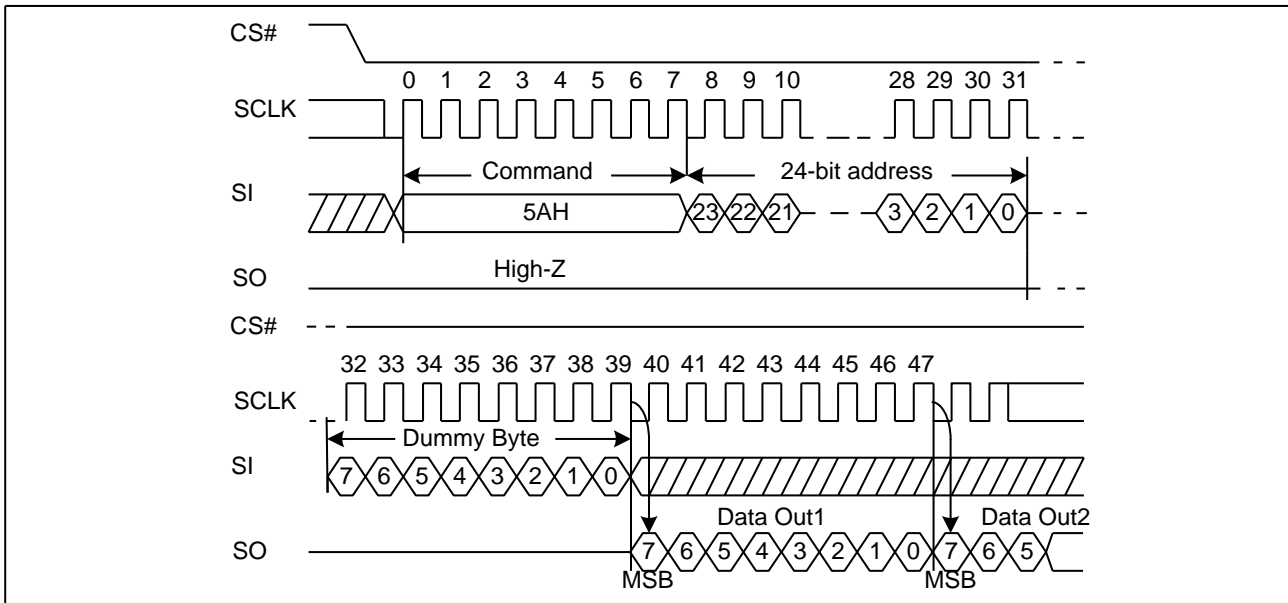 CS#
0 1 2 3 4 5 6 7 8 9 10 28 29 30 31
SCLK
Command 24-bit address
SI
5AH 23 22 21 3 2 1 0
High-Z
SO
CS#
32 33 34 35 36 37 38 39 40 41 42 43 44 45 46 47
SCLK
Dummy Byte
SI
7 6 5 4 3 2 1 0
Data Out1 Data Out2
SO
7 6 5 4 3 2 1 0 7 6 5
MSB MSB